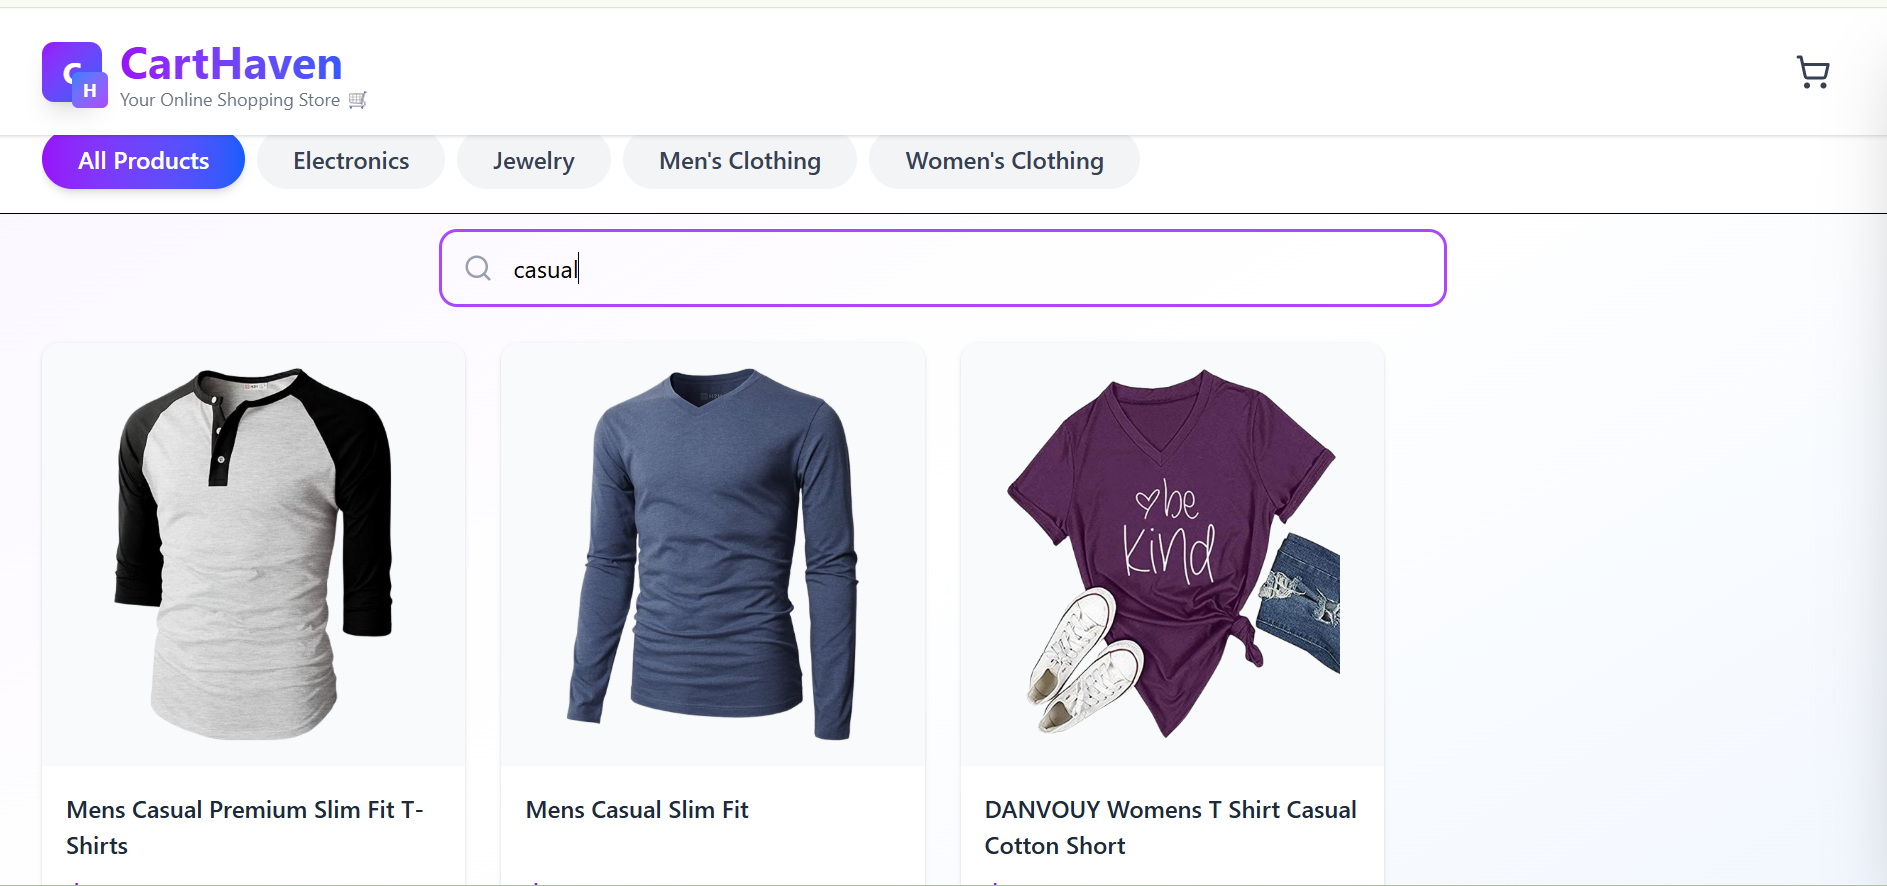 C
H
CartHaven
Your Online Shopping Store 🛒
All Products
Electronics
Jewelry
Men's Clothing
Women's Clothing
casual
be
kind
Mens Casual Premium Slim Fit T-
Shirts
Mens Casual Slim Fit
DANVOUY Womens T Shirt Casual
Cotton Short